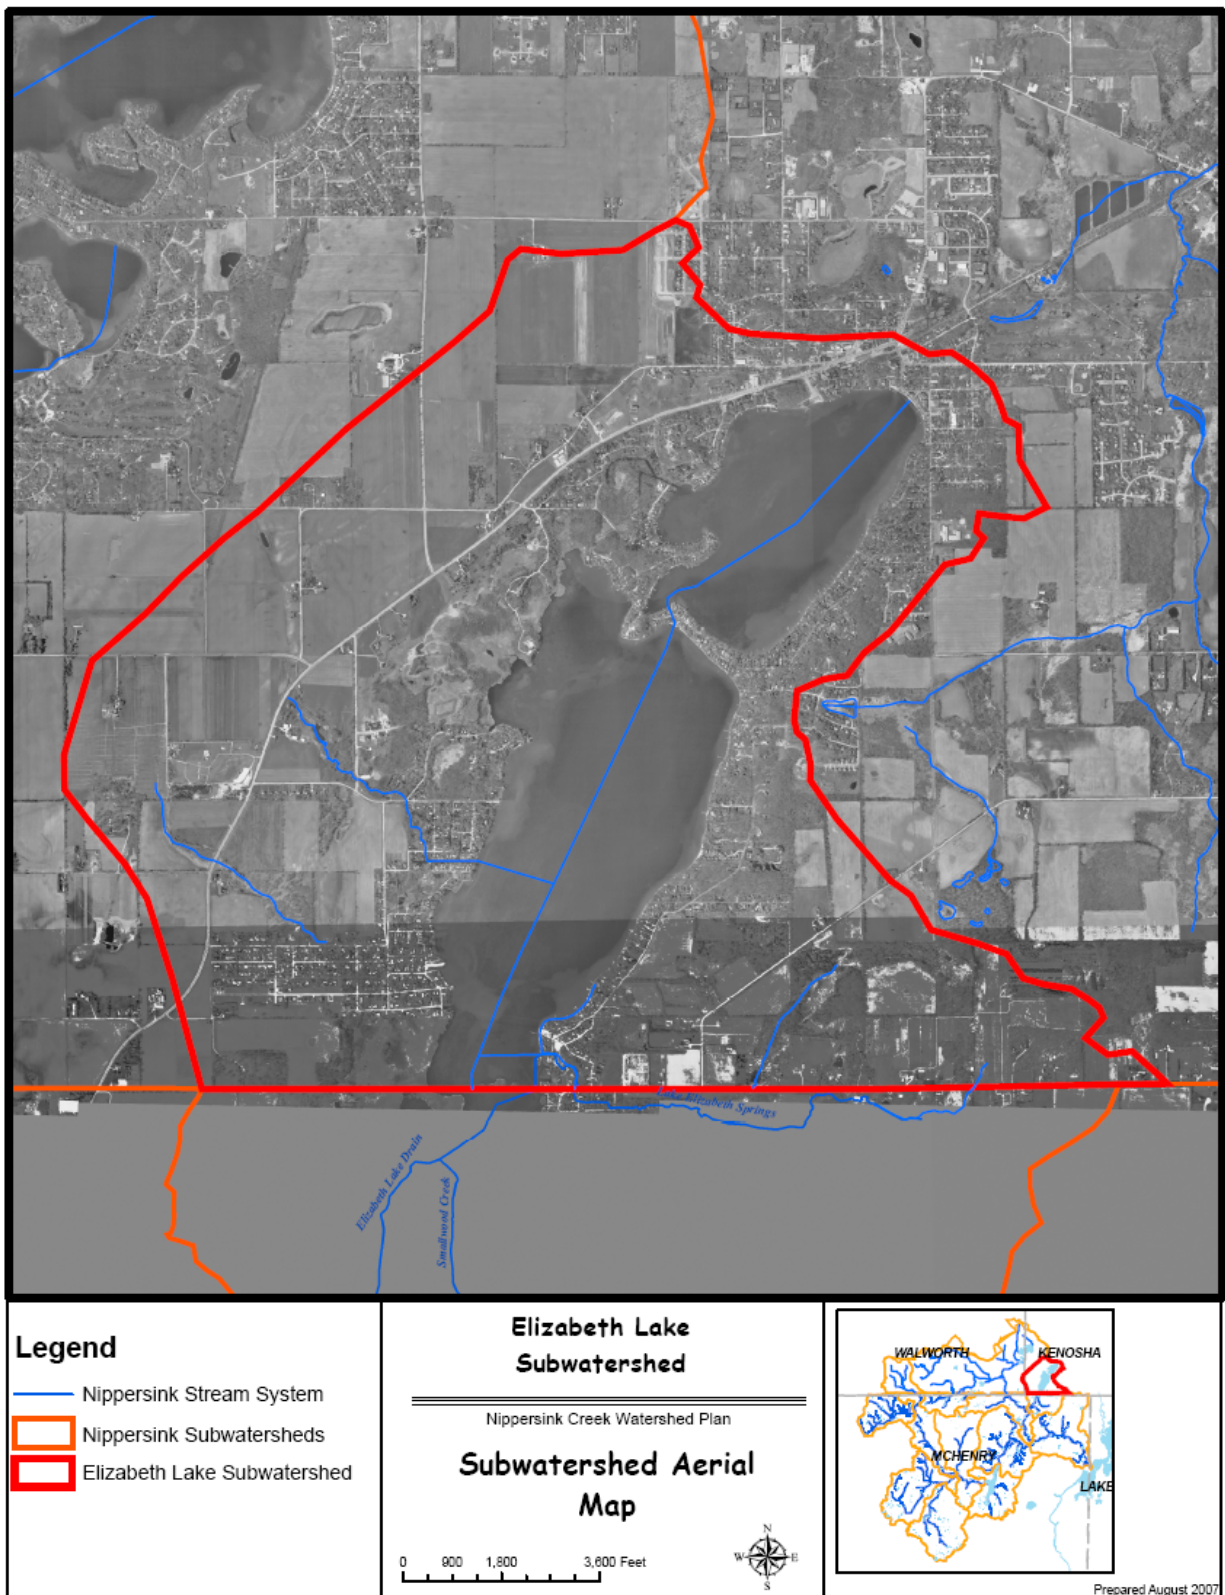 Lake Elizabeth Springs
Elizabeth Lake Drain
Smallwood Creek
Legend
Nippersink Stream System
Nippersink Subwatersheds
Elizabeth Lake Subwatershed
Elizabeth Lake
Subwatershed
Nippersink Creek Watershed Plan
Subwatershed Aerial
Map
0 900 1,800 3,600 Feet
N
W E
S
WALWORTH KENOSHA
MCHENRY
LAKE
Prepared August 2007